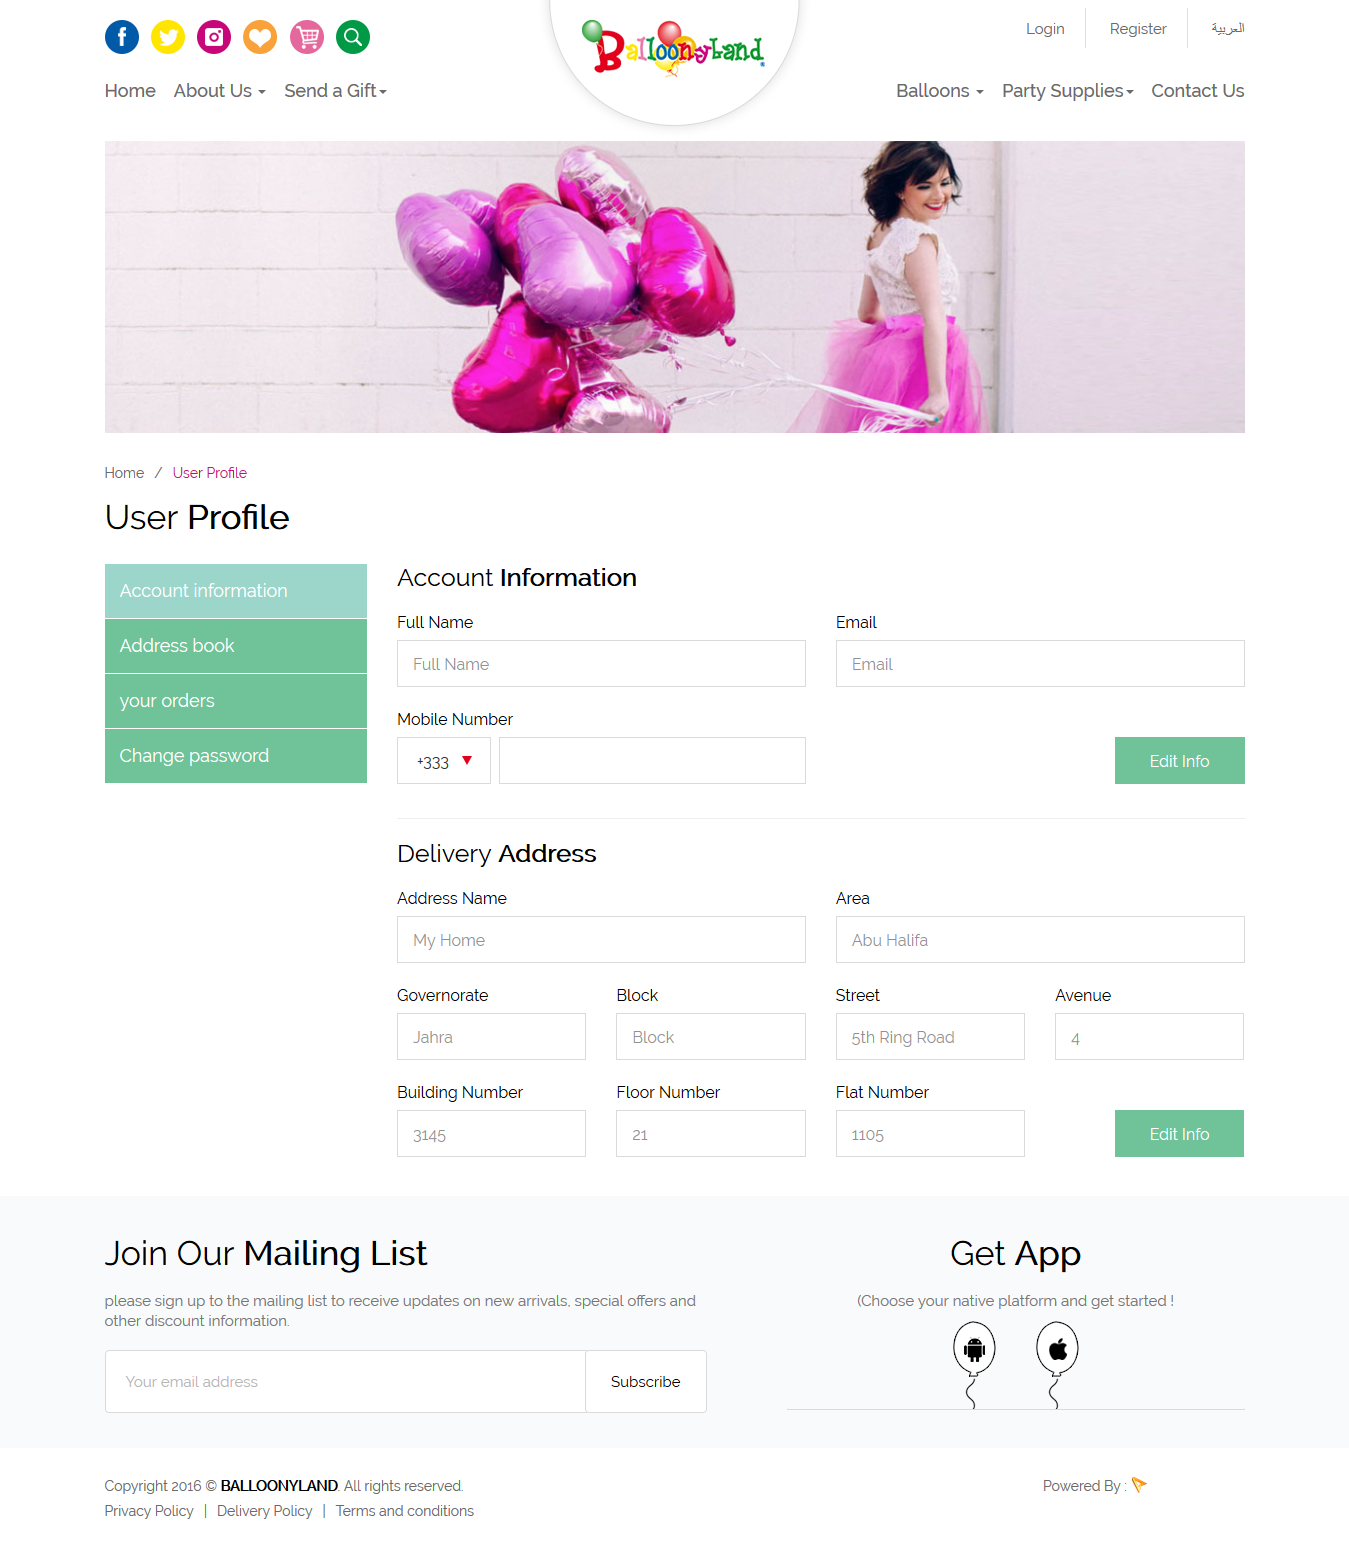 BalloonyLand
Login
Register
العربية
Home
About Us
Send a Gift
Balloons
Party Supplies
Contact Us
Home / User Profile
User Profile
Account information
Address book
your orders
Change password
Account Information
Full Name
Email
Full Name
Email
Mobile Number
+333
Edit Info
Delivery Address
Address Name
Area
My Home
Abu Halifa
Governorate
Block
Street
Avenue
Jahra
Block
5th Ring Road
4
Building Number
Floor Number
Flat Number
3145
21
1105
Edit Info
Join Our Mailing List
please sign up to the mailing list to receive updates on new arrivals, special offers and
other discount information.
Your email address
Subscribe
Get App
(Choose your native platform and get started !
Copyright 2016 © BALLOONYLAND. All rights reserved.
Privacy Policy | Delivery Policy | Terms and conditions
Powered By :